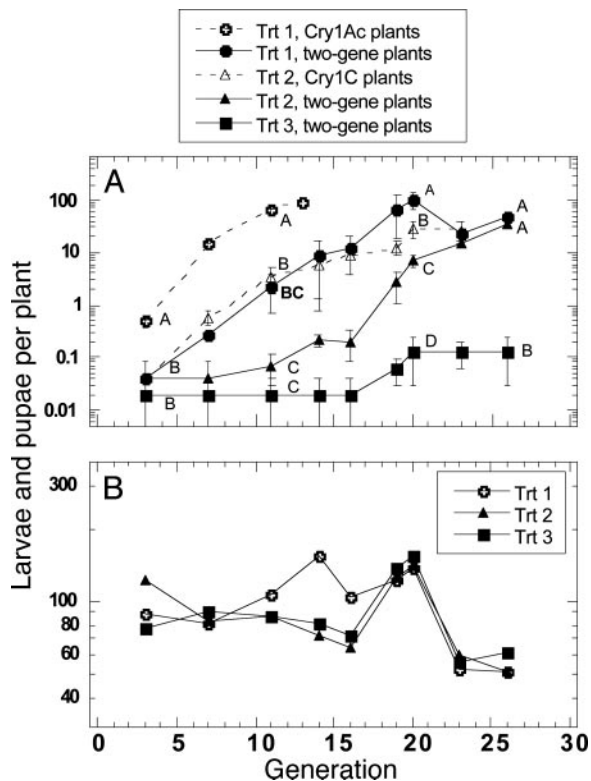 Trt 1, Cry1Ac plants
Trt 1, two-gene plants
Trt 2, Cry1C plants
Trt 2, two-gene plants
Trt 3, two-gene plants
A
100
10
1
0.1
0.01
A
A
B
B
B
BC
C
C
A
B
C
D
A
A
B
Larvae and pupae per plant
B
300
100
80
60
40
Trt 1
Trt 2
Trt 3
0 5 10 15 20 25 30
Generation